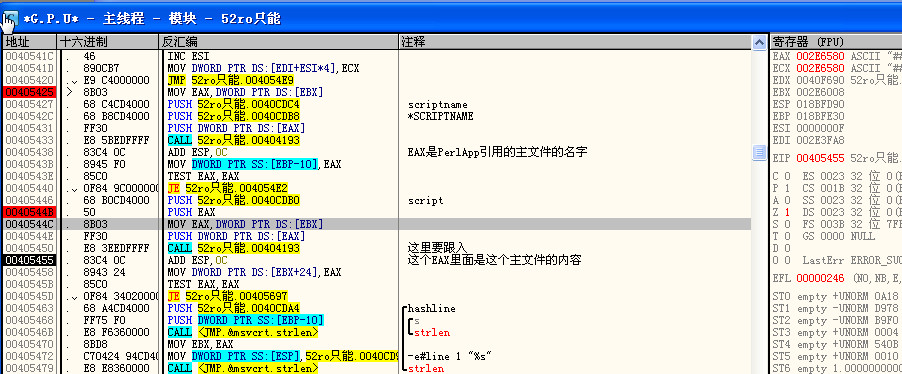 *G.P.U* - 主线程 - 模块 - 52ro只能
地址 十六进制 反汇编 注释 寄存器 (FPU)
0040541C . 46 INC ESI EAX 002E6580 ASCII "##
0040541D . 890CB7 MOV DWORD PTR DS:[EDI+ESI*4],ECX ECX 002E6580 ASCII "##
00405420 .⌄ E9 C4000000 JMP 52ro只能.004054E9 EDX 0040F690 52ro只能.
00405425 > 8B03 MOV EAX,DWORD PTR DS:[EBX] EBX 002E6008
00405427 . 68 C4CD4000 PUSH 52ro只能.0040CDC4 scriptname ESP 018BFD90
0040542C . 68 B8CD4000 PUSH 52ro只能.0040CDB8 *SCRIPTNAME EBP 018BFE30
00405431 . FF30 PUSH DWORD PTR DS:[EAX] ESI 0000000F
00405433 . E8 5BEDFFFF CALL 52ro只能.00404193 EDI 002E3FA8
00405438 . 83C4 0C ADD ESP,0C EAX是PerlApp引用的主文件的名字
0040543B . 8945 F0 MOV DWORD PTR SS:[EBP-10],EAX EIP 00405455 52ro只能.
0040543E . 85C0 TEST EAX,EAX
00405440 .⌄ 0F84 9C000000 JE 52ro只能.004054E2 C 0 ES 0023 32 位 0(F
00405446 . 68 B0CD4000 PUSH 52ro只能.0040CDB0 script P 1 CS 001B 32 位 0(F
0040544B . 50 PUSH EAX A 0 SS 0023 32 位 0(F
0040544C . 8B03 MOV EAX,DWORD PTR DS:[EBX] Z 1 DS 0023 32 位 0(F
0040544E . FF30 PUSH DWORD PTR DS:[EAX] S 0 FS 003B 32 位 7FF
00405450 . E8 3EEDFFFF CALL 52ro只能.00404193 这里要跟入 T 0 GS 0000 NULL
00405455 . 83C4 0C ADD ESP,0C 这个EAX里面是这个主文件的内容 D 0
00405458 . 8943 24 MOV DWORD PTR DS:[EBX+24],EAX O 0 LastErr ERROR_SUC
0040545B . 85C0 TEST EAX,EAX
0040545D .⌄ 0F84 34020000 JE 52ro只能.00405697 EFL 00000246 (NO,NB,E,
00405463 . 68 A4CD4000 PUSH 52ro只能.0040CDA4 hashline ST0 empty +UNORM 0A18
00405468 . FF75 F0 PUSH DWORD PTR SS:[EBP-10] s ST1 empty -UNORM D978
0040546B . E8 F6360000 CALL <JMP.&msvcrt.strlen> strlen ST2 empty -UNORM B9F0
00405470 . 8BD8 MOV EBX,EAX ST3 empty +UNORM 0004
00405472 . C70424 94CD40 MOV DWORD PTR SS:[ESP],52ro只能.0040CD9 -e#line 1 "%s" ST4 empty -UNORM 540B
00405479 . E8 E8360000 CALL <JMP.&msvcrt.strlen> strlen ST5 empty +UNORM 0010
ST6 empty 1.0000000000